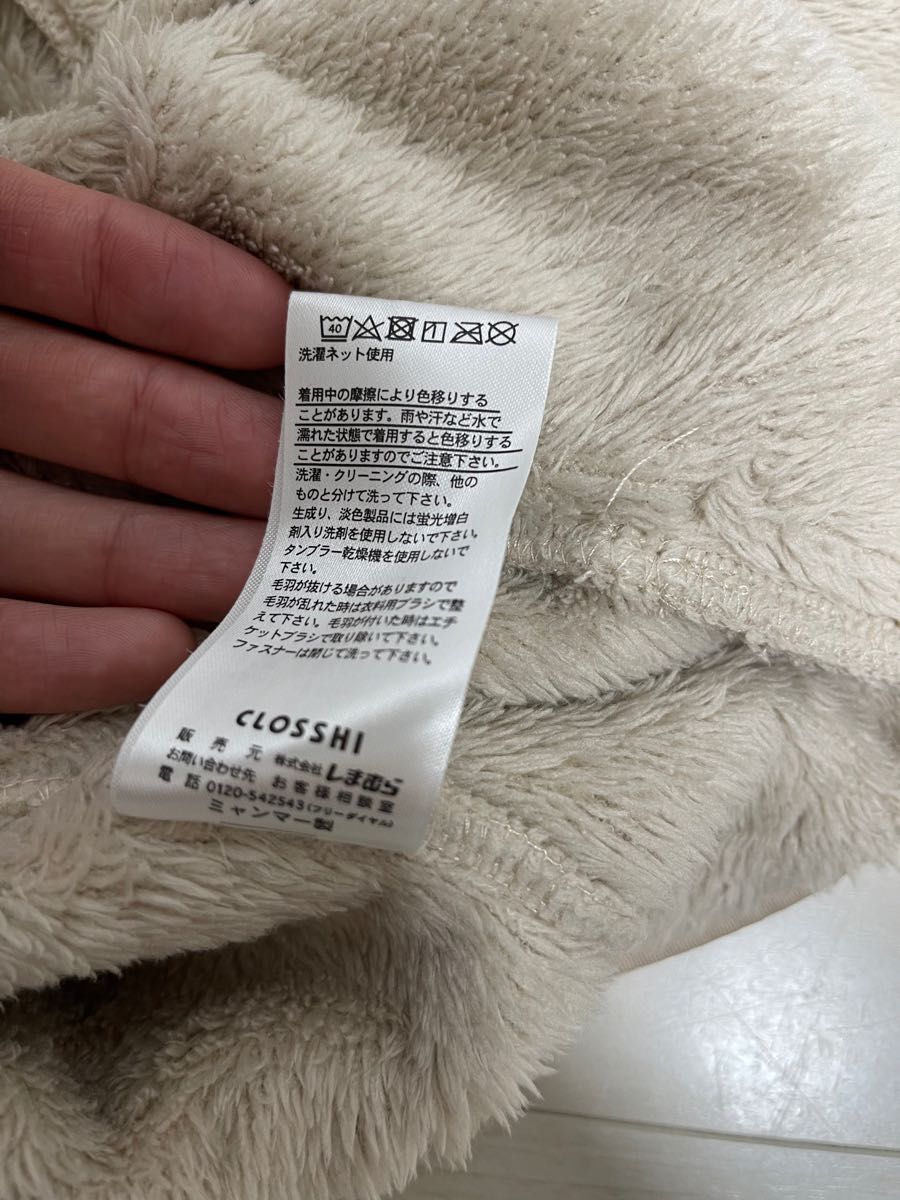 40
洗濯ネット使用
着用中の摩擦により色移りする
ことがあります。雨や汗など水で
濡れた状態で着用すると色移りする
ことがありますのでご注意下さい。
洗濯・クリーニングの際、他の
ものと分けて洗って下さい。
生成り、淡色製品には蛍光増白
剤入り洗剤を使用しないで下さい。
タンブラー乾燥機を使用しないで
下さい。
毛羽が抜ける場合がありますので
毛羽が乱れた時は衣料用ブラシで整
えて下さい。毛羽が付いた時はエチ
ケットブラシで取り除いて下さい。
ファスナーは閉じて洗って下さい。
CLOSSHI
販売元 株式会社しまむら
お問い合わせ先 お客様相談室
電話 0120-542543(フリーダイヤル)
ミャンマー製